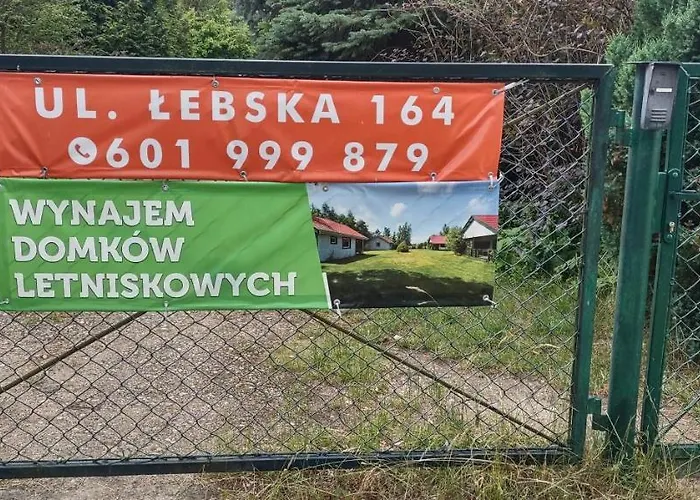 UL. ŁEBSKA 164
601 999 879
WYNAJEM
DOMKÓW
LETNISKOWYCH